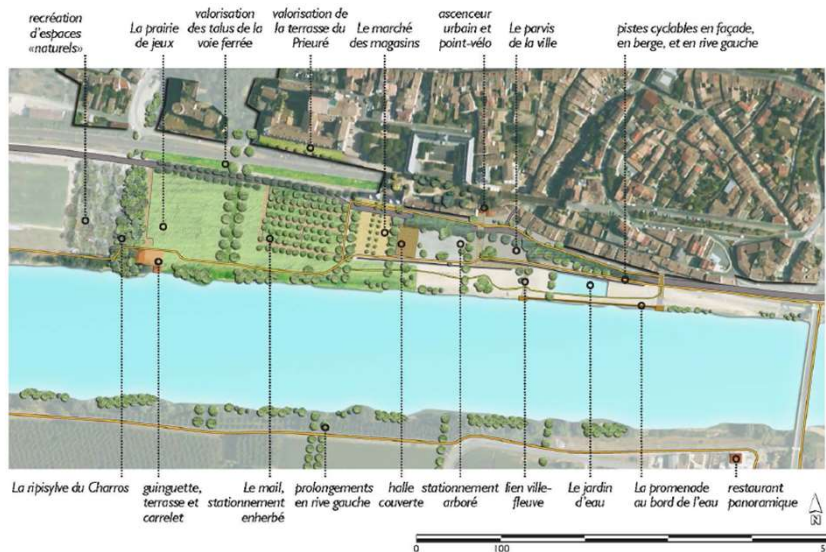 recréation
d'espaces
«naturels»
La prairie
de jeux
valorisation
des talus de la
voie ferrée
valorisation de
la terrasse du
Prieuré
Le marché
des magasins
ascenceur
urbain et
point-vélo
Le parvis
de la ville
pistes cyclables en façade,
en berge, et en rive gauche
La ripisylve du Charros
guinguette,
terrasse et
carrelet
Le mail,
stationnement
enherbé
prolongements
en rive gauche
halle
couverte
stationnement
arboré
lien ville-
fleuve
Le jardin
d'eau
La promenade
au bord de l'eau
restaurant
panoramique
N
0 100 5